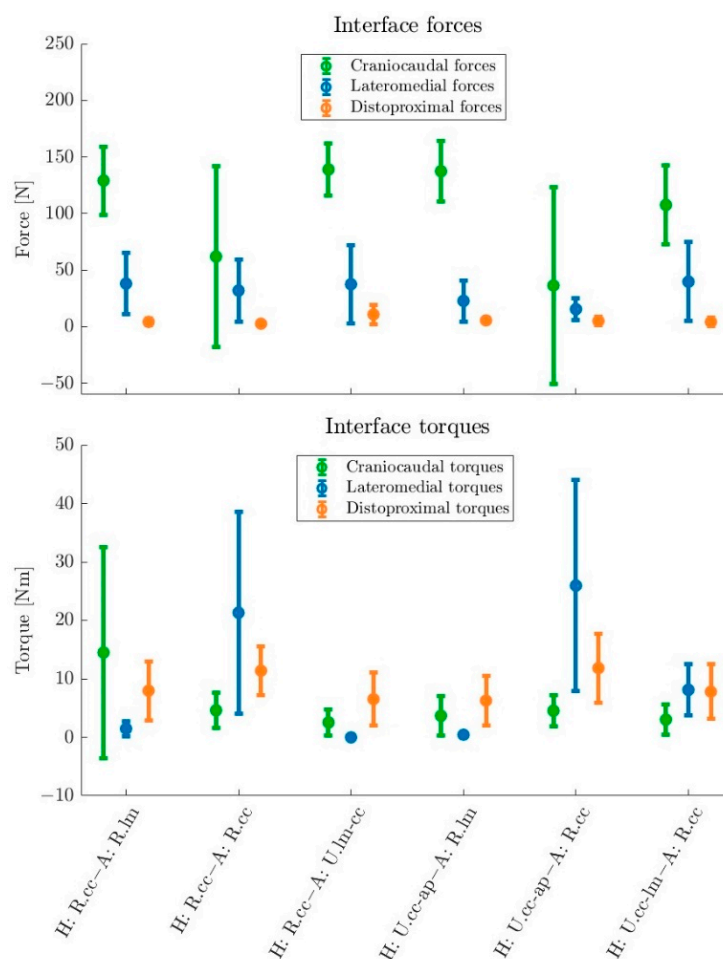 Interface forces
250
200
150
100
50
0
−50
Force [N]
Craniocaudal forces
Lateromedial forces
Distoproximal forces
Interface torques
50
40
30
20
10
0
−10
Torque [Nm]
Craniocaudal torques
Lateromedial torques
Distoproximal torques
H: R.cc−A: R.lm
H: R.cc−A: R.cc
H: R.cc−A: U.lm-cc
H: U.cc-ap−A: R.lm
H: U.cc-ap−A: R.cc
H: U.cc-lm−A: R.cc